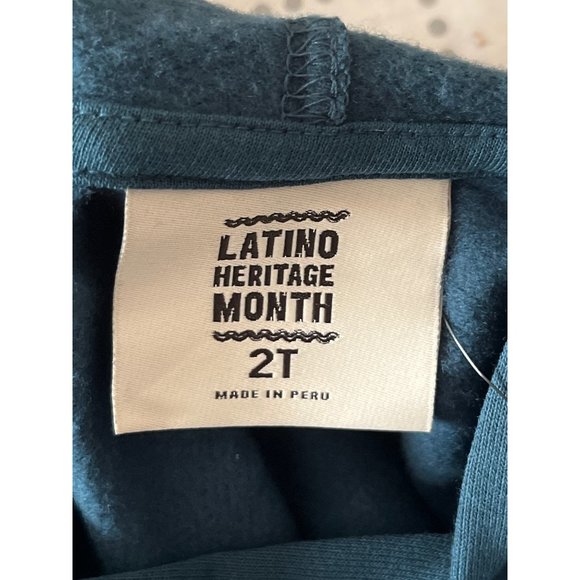 LATINO
HERITAGE
MONTH
2T
MADE IN PERU